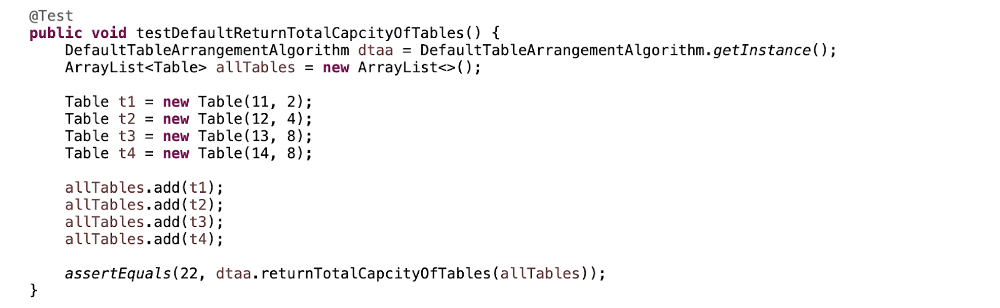 @Test
public void testDefaultReturnTotalCapcityOfTables() {
    DefaultTableArrangementAlgorithm dtaa = DefaultTableArrangementAlgorithm.getInstance();
    ArrayList<Table> allTables = new ArrayList<>();

    Table t1 = new Table(11, 2);
    Table t2 = new Table(12, 4);
    Table t3 = new Table(13, 8);
    Table t4 = new Table(14, 8);

    allTables.add(t1);
    allTables.add(t2);
    allTables.add(t3);
    allTables.add(t4);

    assertEquals(22, dtaa.returnTotalCapcityOfTables(allTables));
}